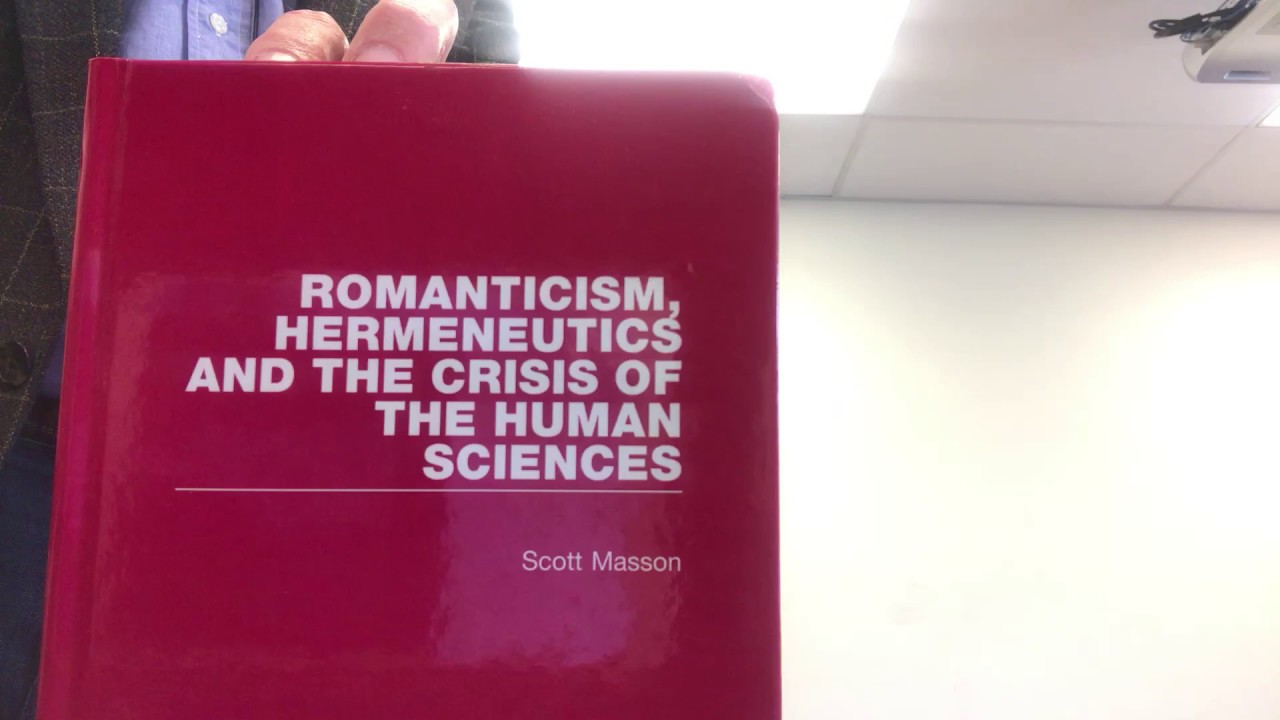 ROMANTICISM,
HERMENEUTICS
AND THE CRISIS OF
THE HUMAN
SCIENCES
Scott Masson